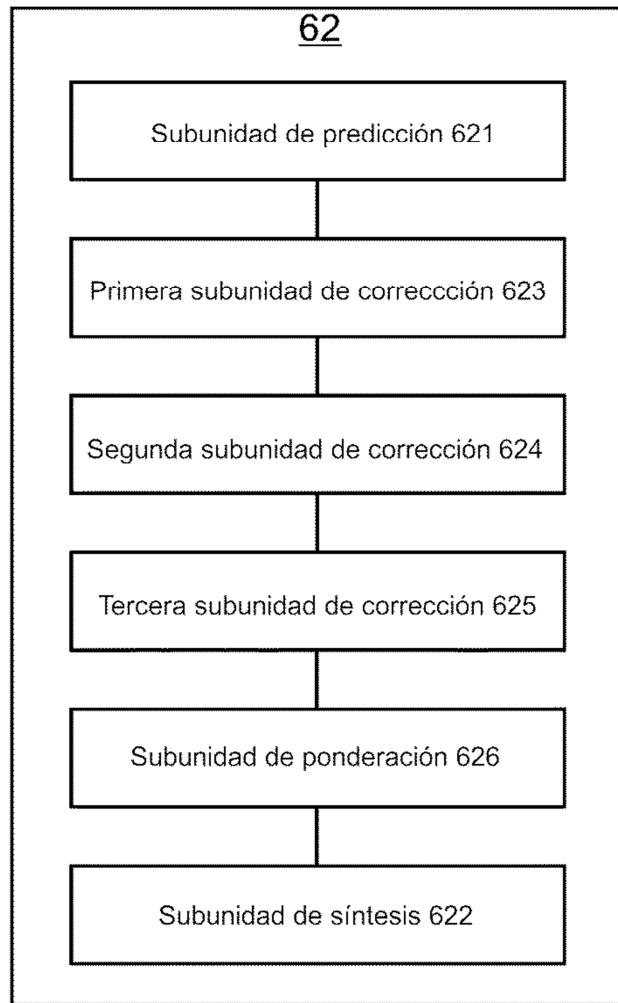 62
Subunidad de predicción 621
Primera subunidad de correccción 623
Segunda subunidad de corrección 624
Tercera subunidad de corrección 625
Subunidad de ponderación 626
Subunidad de síntesis 622